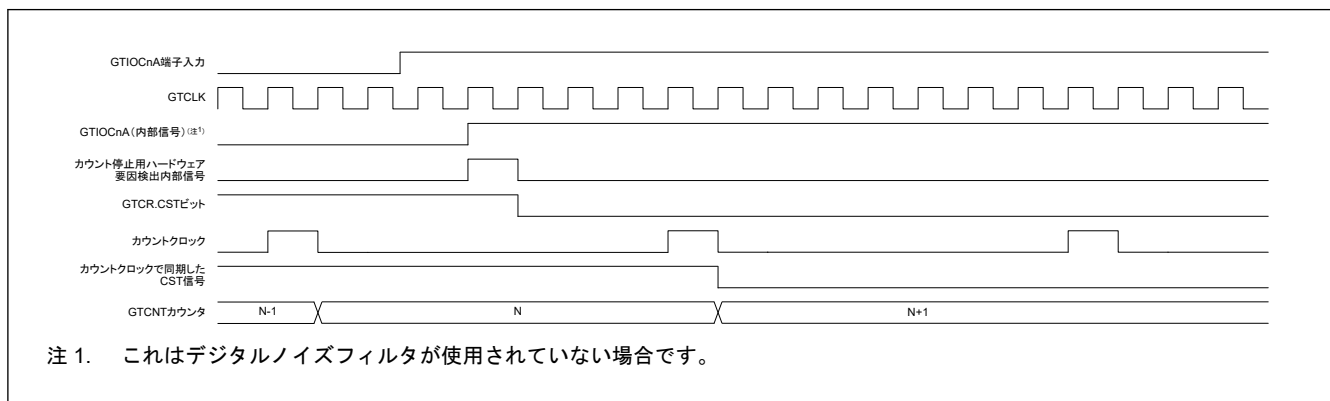 GTIOCnA端子入力
GTCLK
GTIOCnA(内部信号)(注1)
カウント停止用ハードウェア
要因検出内部信号
GTCR.CSTビット
カウントクロック
カウントクロックで同期した
CST信号
GTCNTカウンタ N-1 N N+1
注 1. これはデジタルノイズフィルタが使用されていない場合です。